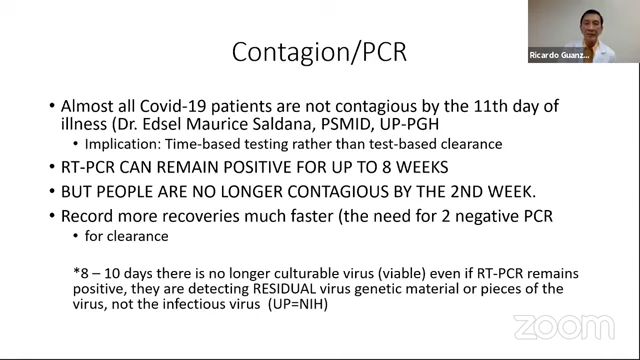 Contagion/PCR
Ricardo Guanz...
• Almost all Covid-19 patients are not contagious by the 11th day of
illness (Dr. Edsel Maurice Saldana, PSMID, UP-PGH
• Implication: Time-based testing rather than test-based clearance
• RT-PCR CAN REMAIN POSITIVE FOR UP TO 8 WEEKS
• BUT PEOPLE ARE NO LONGER CONTAGIOUS BY THE 2ND WEEK.
• Record more recoveries much faster (the need for 2 negative PCR
• for clearance
*8 – 10 days there is no longer culturable virus (viable) even if RT-PCR remains
positive, they are detecting RESIDUAL virus genetic material or pieces of the
virus, not the infectious virus (UP=NIH)
zoom